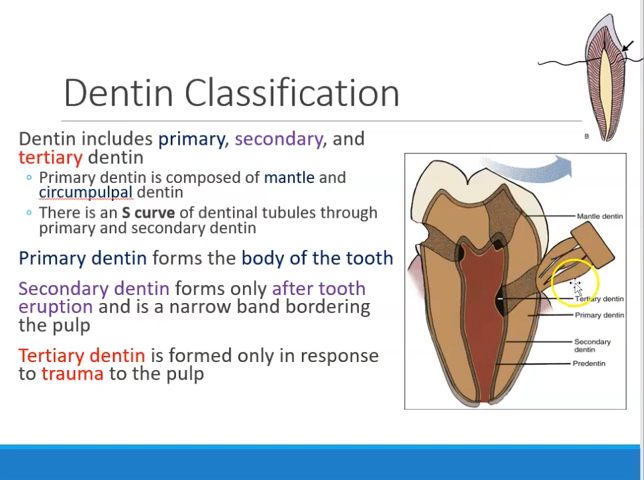 Dentin Classification
Dentin includes primary, secondary, and
tertiary dentin
Primary dentin is composed of mantle and
circumpulpal dentin
There is an S curve of dentinal tubules through
primary and secondary dentin
Primary dentin forms the body of the tooth
Secondary dentin forms only after tooth
eruption and is a narrow band bordering
the pulp
Tertiary dentin is formed only in response
to trauma to the pulp
B
Mantle dentin
Tertiary dentin
Primary dentin
Secondary
dentin
Predentin